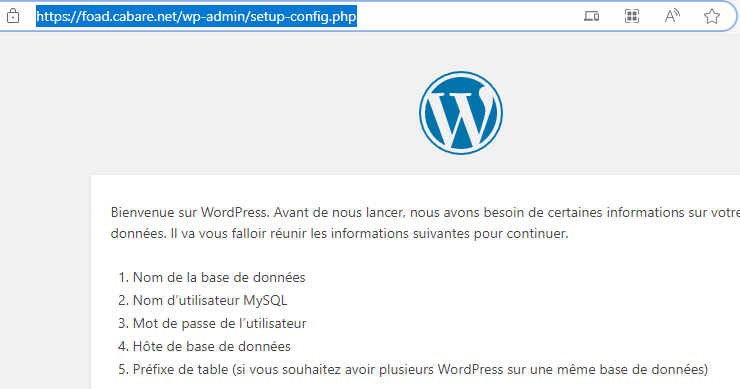 https://foad.cabare.net/wp-admin/setup-config.php
Bienvenue sur WordPress. Avant de nous lancer, nous avons besoin de certaines informations sur votre
données. Il va vous falloir réunir les informations suivantes pour continuer.
1. Nom de la base de données
2. Nom d’utilisateur MySQL
3. Mot de passe de l’utilisateur
4. Hôte de base de données
5. Préfixe de table (si vous souhaitez avoir plusieurs WordPress sur une même base de données)